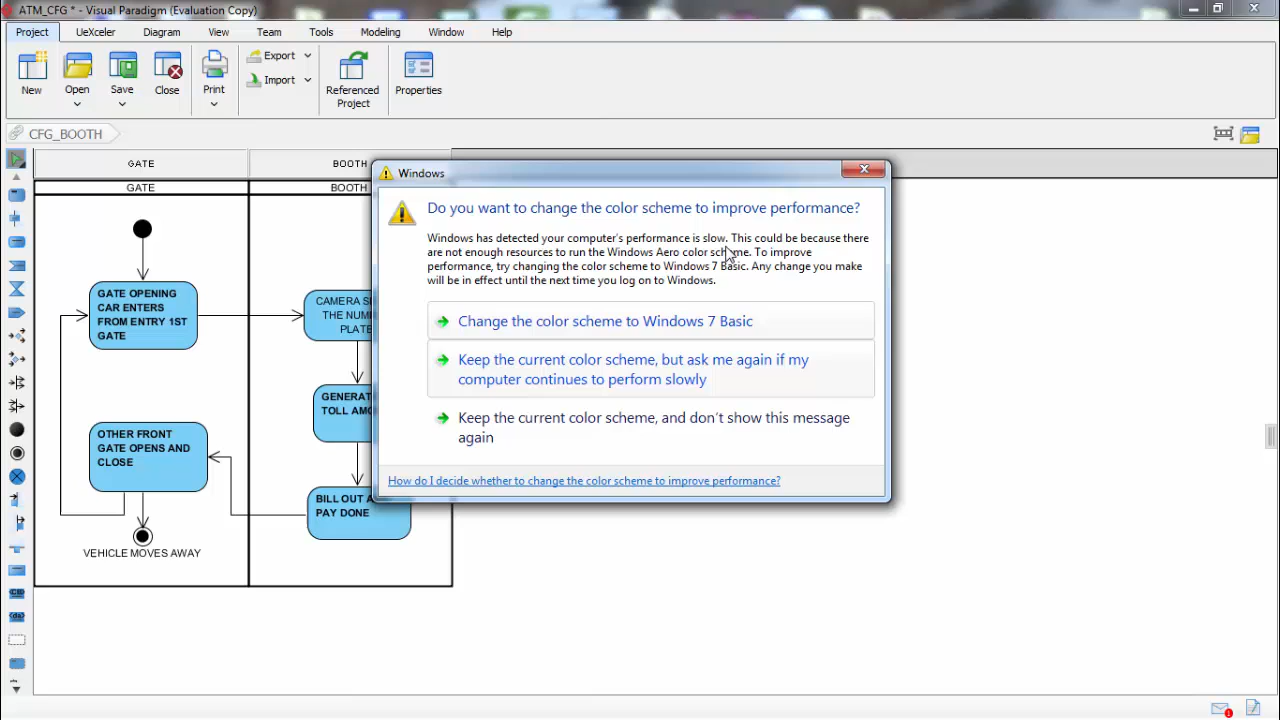 ATM_CFG * - Visual Paradigm (Evaluation Copy)
Project UeXceler Diagram View Team Tools Modeling Window Help
New
Open
Save
Close
Print
Export
Import
Referenced
Project
Properties
CFG_BOOTH
GATE BOOTH
GATE BOOTH
GATE OPENING
CAR ENTERS
FROM ENTRY 1ST
GATE
CAMERA
THE
PLATE
TOLL
OTHER FRONT
GATE OPENS AND
CLOSE
BILL OUT
PAY DONE
VEHICLE MOVES AWAY
Windows
Do you want to change the color scheme to improve performance?
Windows has detected your computer's performance is slow. This could be because there
are not enough resources to run the Windows Aero color scheme. To improve
performance, try changing the color scheme to Windows 7 Basic. Any change you make
will be in effect until the next time you log on to Windows.
Change the color scheme to Windows 7 Basic
Keep the current color scheme, but ask me again if my
computer continues to perform slowly
Keep the current color scheme, and don't show this message
again
How do I decide whether to change the color scheme to improve performance?